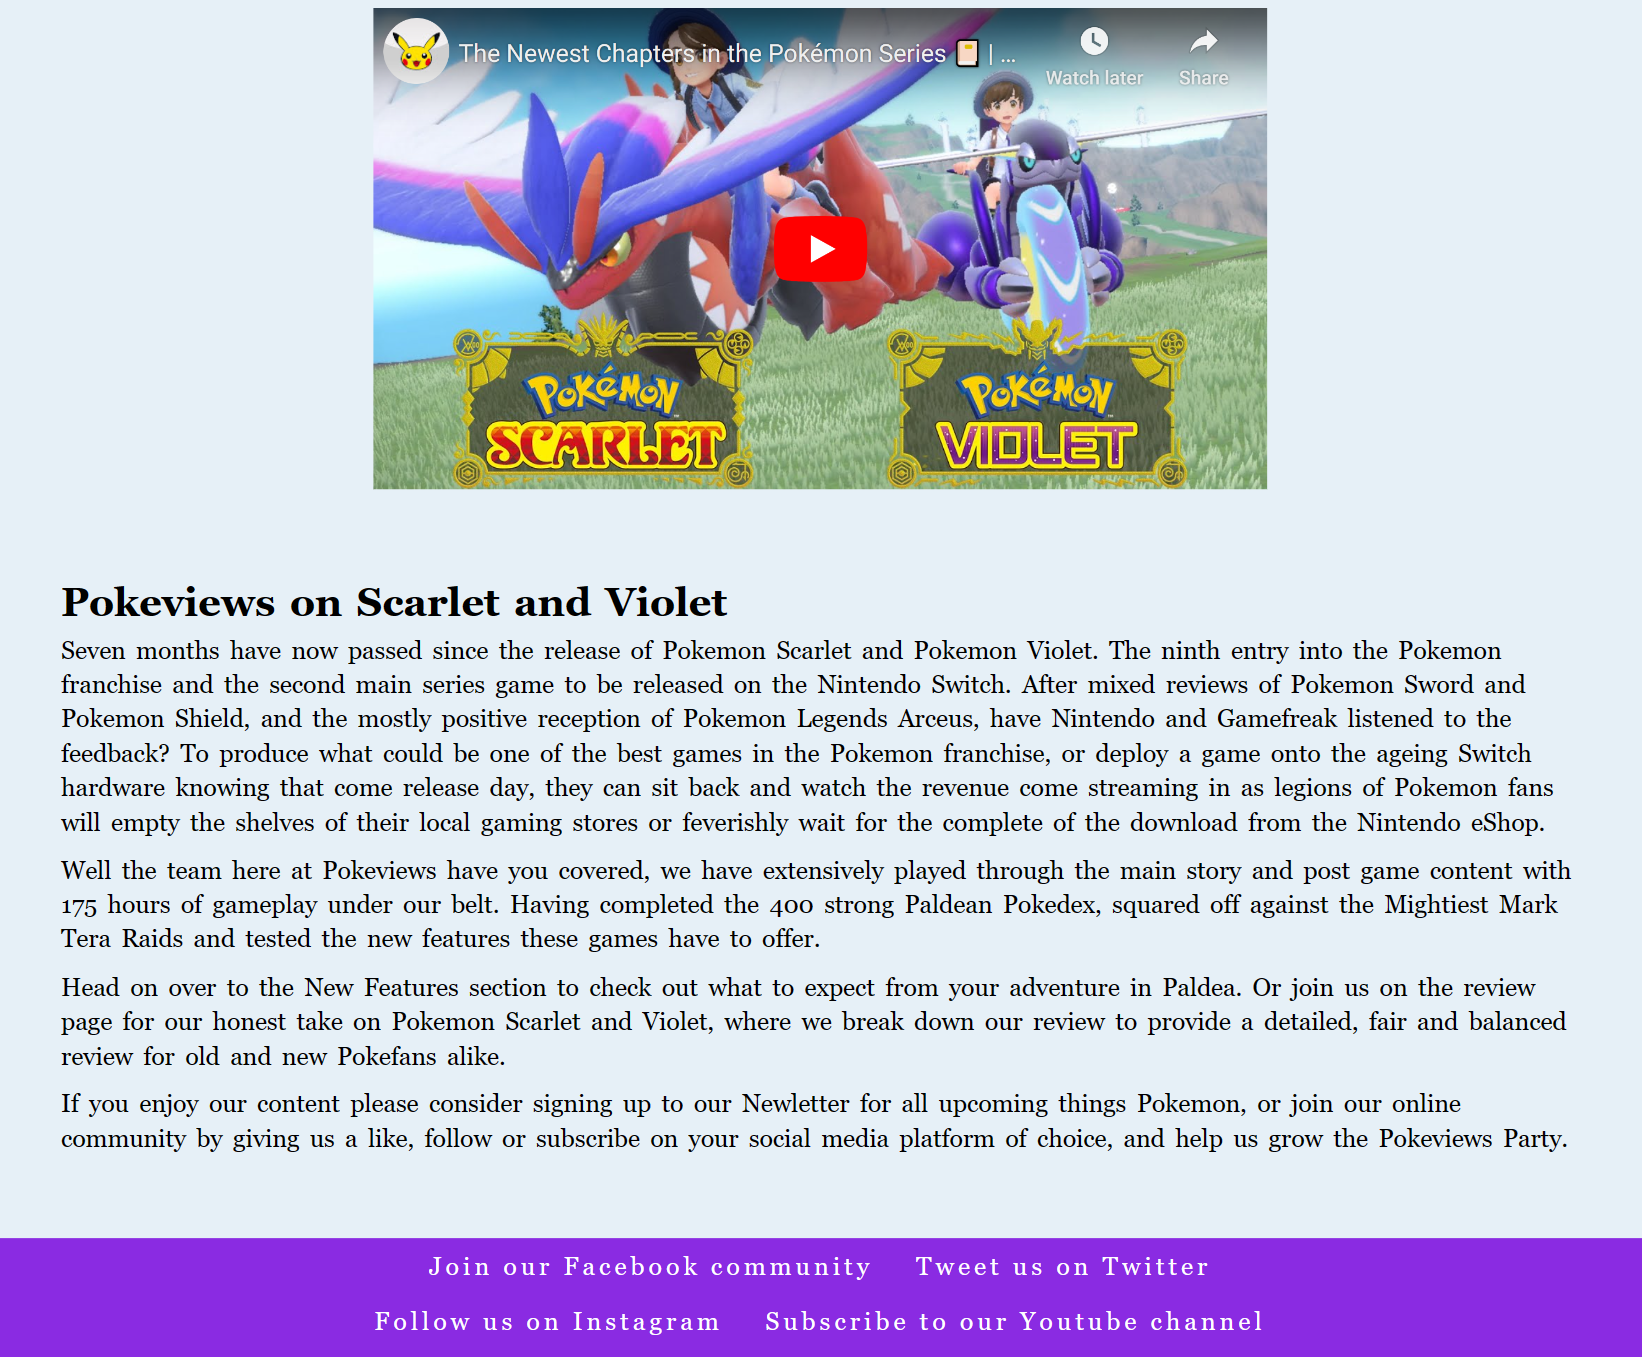 The Newest Chapters in the Pokémon Series 📔 | ...
Watch later
Share
POKÉMON
SCARLET
POKÉMON
VIOLET
Pokeviews on Scarlet and Violet
Seven months have now passed since the release of Pokemon Scarlet and Pokemon Violet. The ninth entry into the Pokemon
franchise and the second main series game to be released on the Nintendo Switch. After mixed reviews of Pokemon Sword and
Pokemon Shield, and the mostly positive reception of Pokemon Legends Arceus, have Nintendo and Gamefreak listened to the
feedback? To produce what could be one of the best games in the Pokemon franchise, or deploy a game onto the ageing Switch
hardware knowing that come release day, they can sit back and watch the revenue come streaming in as legions of Pokemon fans
will empty the shelves of their local gaming stores or feverishly wait for the complete of the download from the Nintendo eShop.
Well the team here at Pokeviews have you covered, we have extensively played through the main story and post game content with
175 hours of gameplay under our belt. Having completed the 400 strong Paldean Pokedex, squared off against the Mightiest Mark
Tera Raids and tested the new features these games have to offer.
Head on over to the New Features section to check out what to expect from your adventure in Paldea. Or join us on the review
page for our honest take on Pokemon Scarlet and Violet, where we break down our review to provide a detailed, fair and balanced
review for old and new Pokefans alike.
If you enjoy our content please consider signing up to our Newletter for all upcoming things Pokemon, or join our online
community by giving us a like, follow or subscribe on your social media platform of choice, and help us grow the Pokeviews Party.
Join our Facebook community Tweet us on Twitter
Follow us on Instagram Subscribe to our Youtube channel